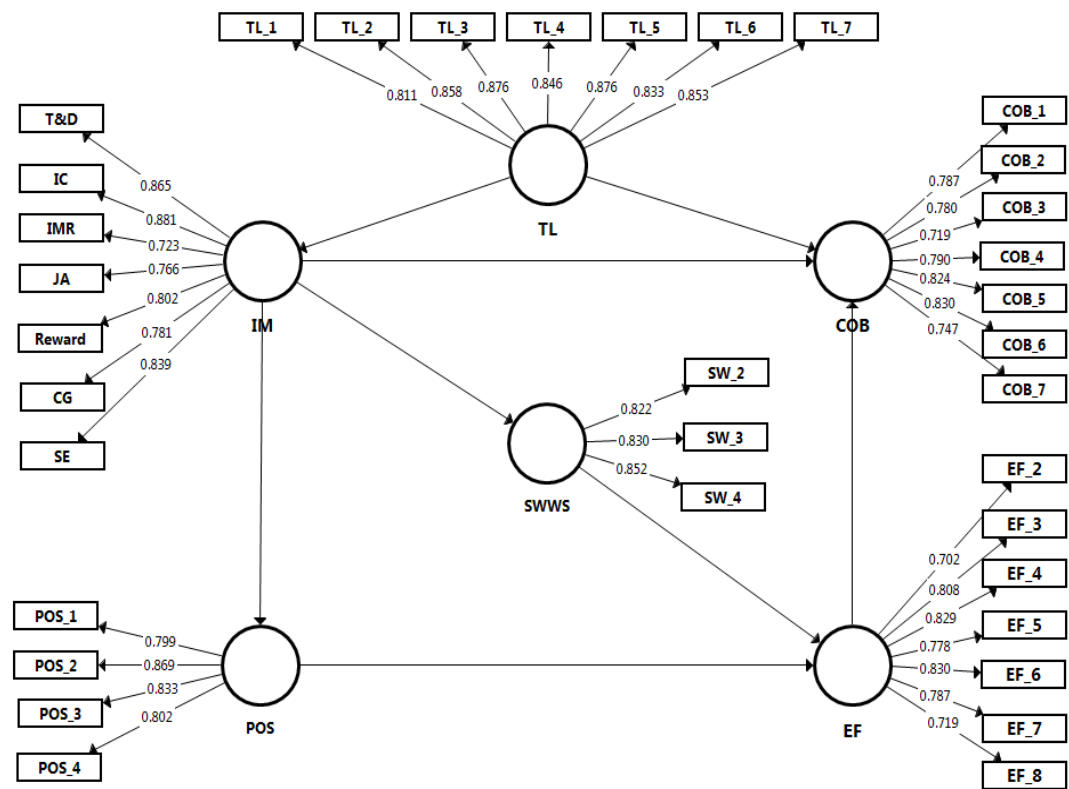 TL_1 TL_2 TL_3 TL_4 TL_5 TL_6 TL_7
0.811 0.858 0.876 0.846 0.876 0.833 0.853
TL
T&D
IC
IMR
JA
Reward
CG
SE
0.865
0.881
0.723
0.766
0.802
0.781
0.839
IM
COB_1
COB_2
COB_3
COB_4
COB_5
COB_6
COB_7
0.787
0.780
0.719
0.790
0.824
0.830
0.747
COB
SW_2
SW_3
SW_4
0.822
0.830
0.852
SWWS
POS_1
POS_2
POS_3
POS_4
0.799
0.869
0.833
0.802
POS
EF_2
EF_3
EF_4
EF_5
EF_6
EF_7
EF_8
0.702
0.808
0.829
0.778
0.830
0.787
0.719
EF